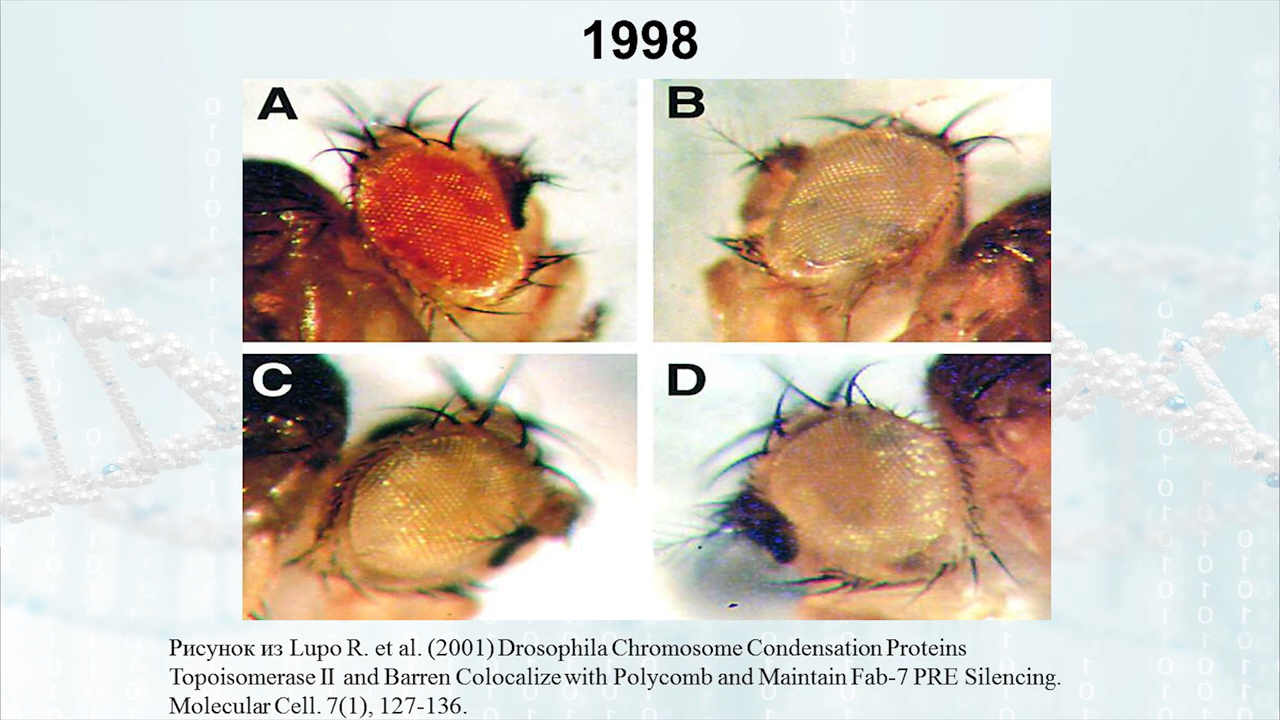 1998
A
B
C
D
Рисунок из Lupo R. et al. (2001) Drosophila Chromosome Condensation Proteins
Topoisomerase II and Barren Colocalize with Polycomb and Maintain Fab-7 PRE Silencing.
Molecular Cell. 7(1), 127-136.